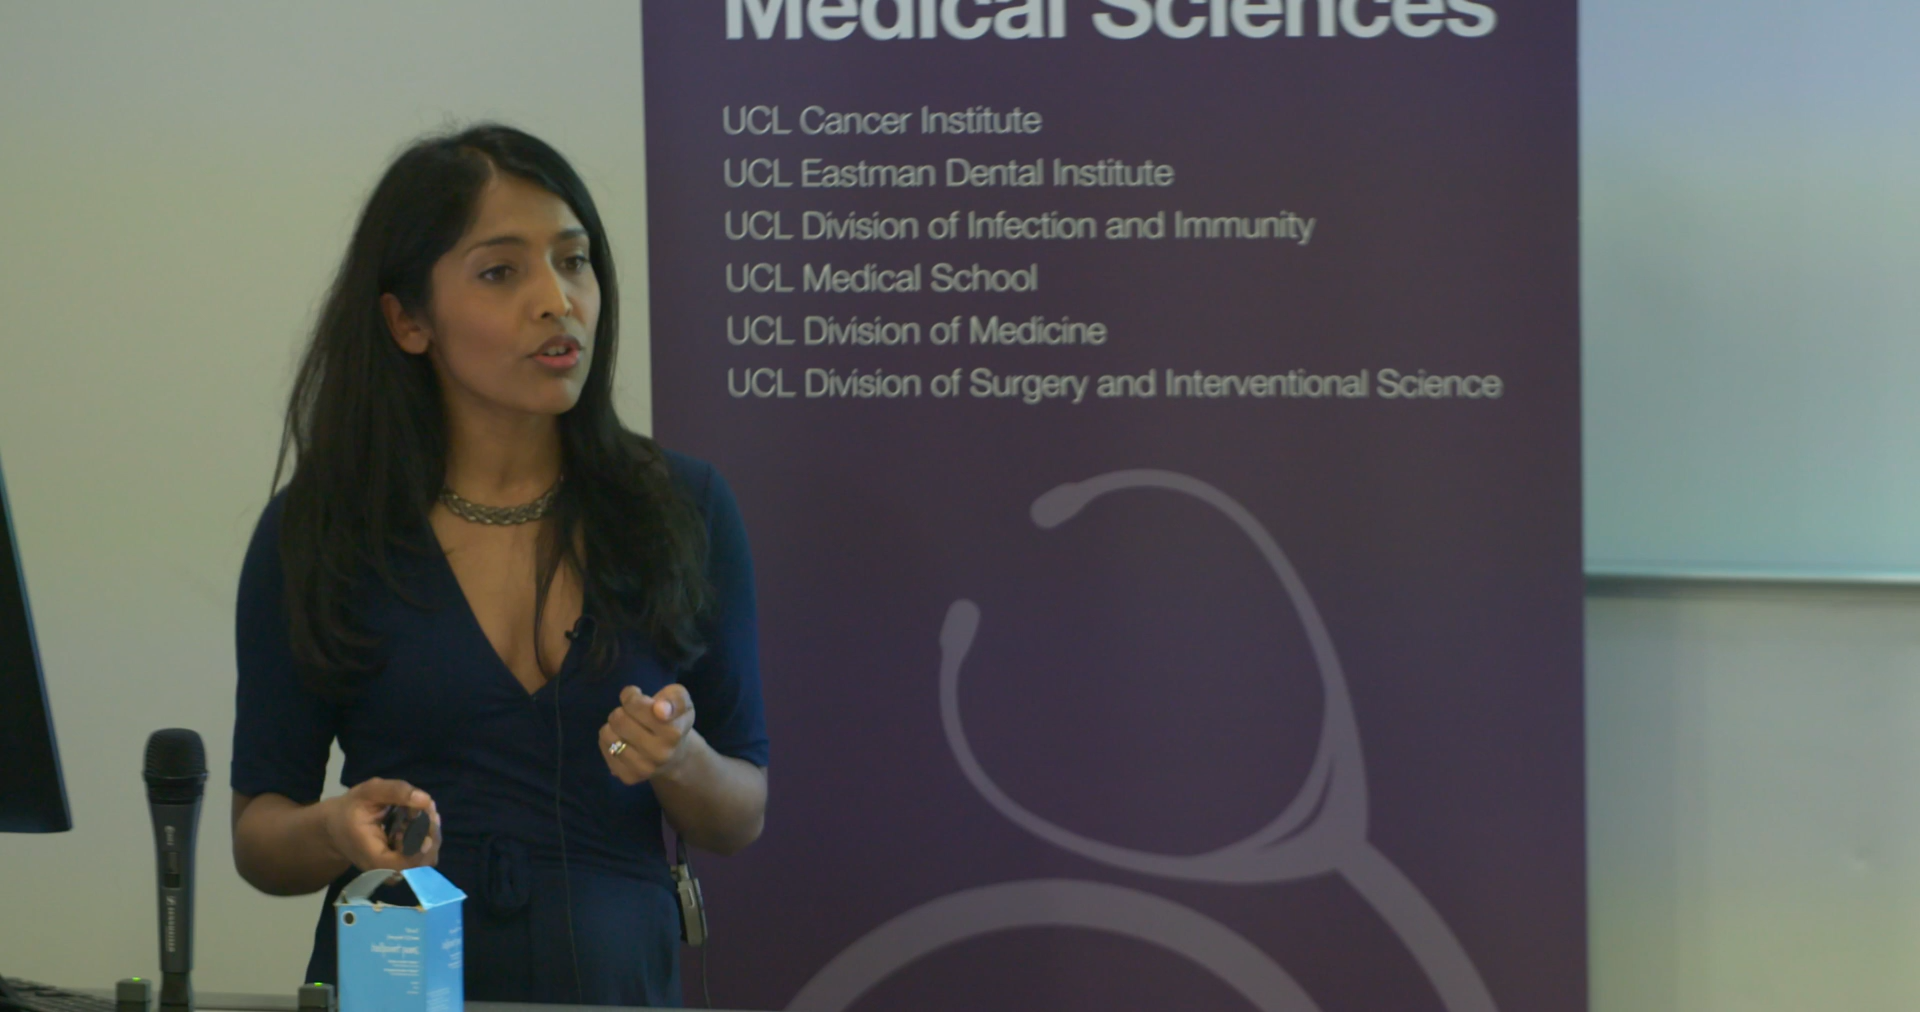 Medical Sciences
UCL Cancer Institute
UCL Eastman Dental Institute
UCL Division of Infection and Immunity
UCL Medical School
UCL Division of Medicine
UCL Division of Surgery and Interventional Science
SENNHEISER